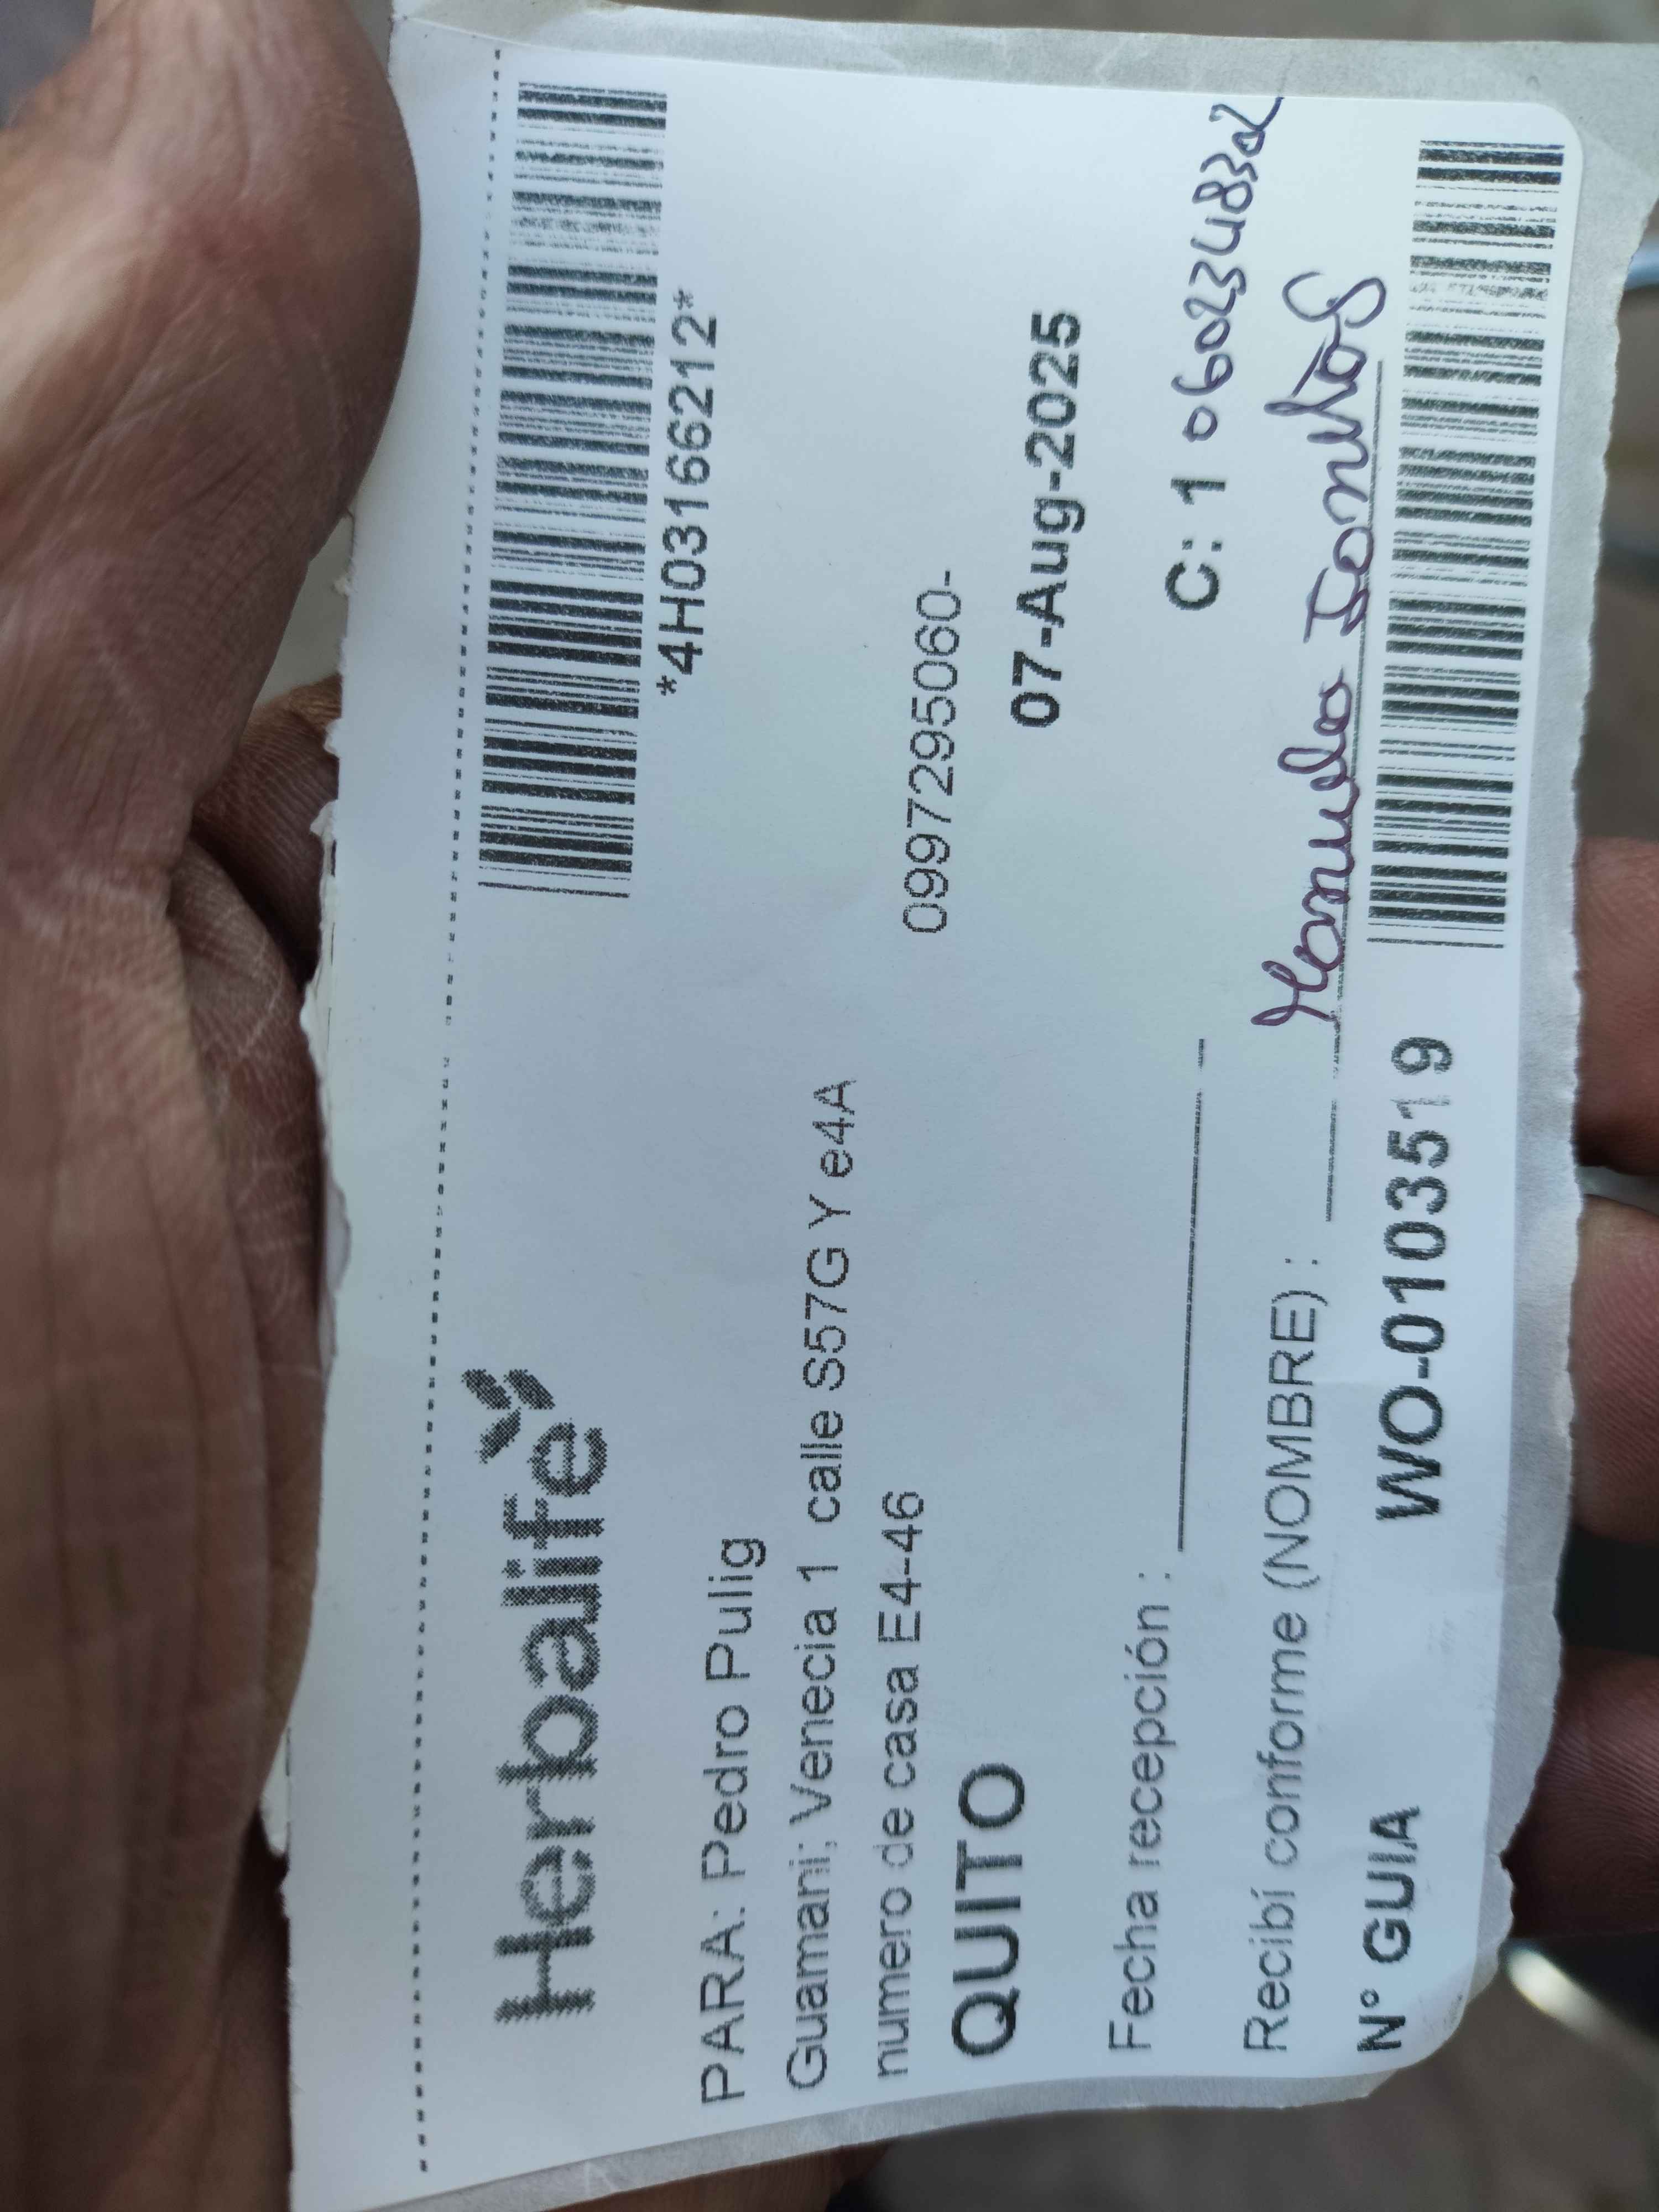 Herbalife
*4H03166212*
PARA: Pedro Pulig
Guamani; Venecia 1 calle S57G Y e4A
numero de casa E4-46
0997295060-
QUITO
07-Aug-2025
Fecha recepción :
C: 1 0602348302
Recibí conforme (NOMBRE) :
N° GUIA WO-0103519